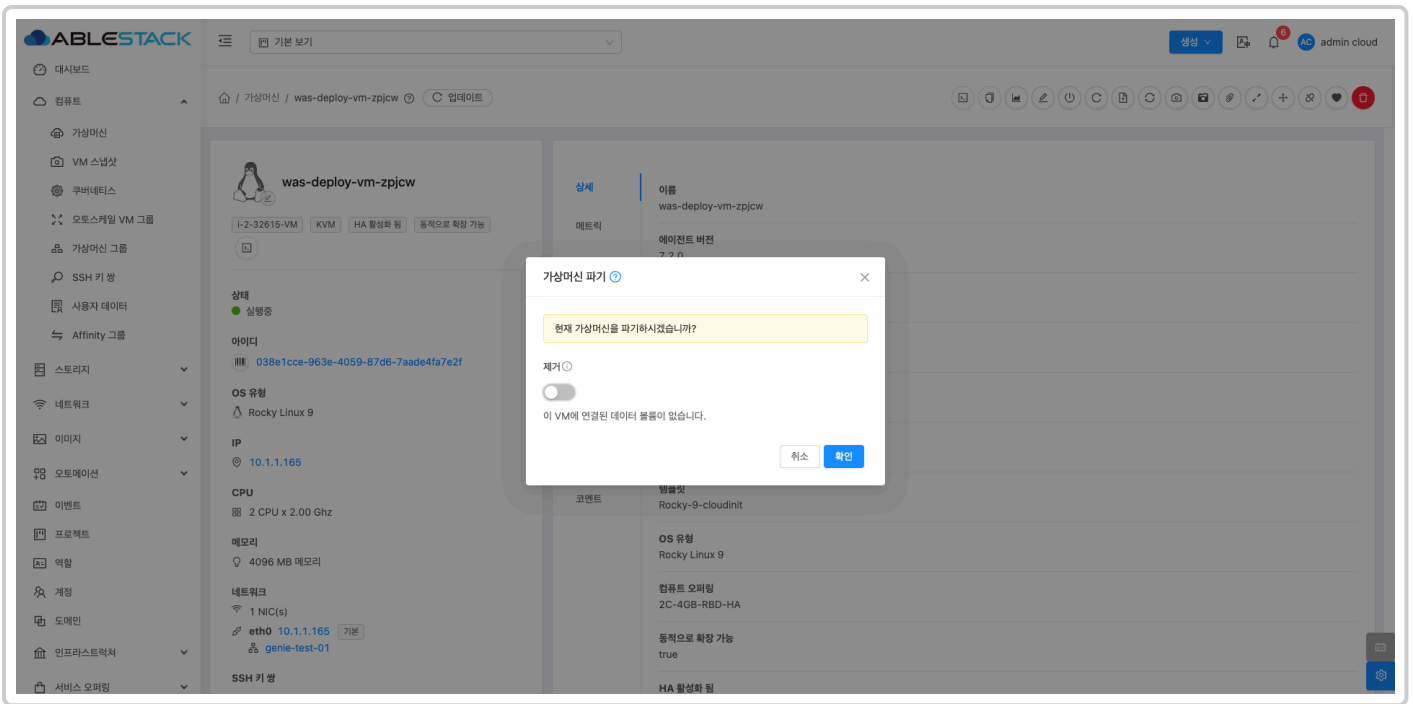 ABLESTACK
기본 보기
생성
6
AC
admin cloud
대시보드
컴퓨트
가상머신
VM 스냅샷
쿠버네티스
오토스케일 VM 그룹
가상머신 그룹
SSH 키 쌍
사용자 데이터
Affinity 그룹
스토리지
네트워크
이미지
오토메이션
이벤트
프로젝트
역할
계정
도메인
인프라스트럭쳐
서비스 오퍼링
/ 가상머신 / was-deploy-vm-zpjcw
업데이트
was-deploy-vm-zpjcw
i-2-32615-VM KVM HA 활성화 됨 동적으로 확장 가능
상태
실행중
아이디
038e1cce-963e-4059-87d6-7aade4fa7e2f
OS 유형
Rocky Linux 9
IP
10.1.1.165
CPU
2 CPU x 2.00 Ghz
메모리
4096 MB 메모리
네트워크
1 NIC(s)
eth0 10.1.1.165 기본
genie-test-01
SSH 키 쌍
상세
메트릭
코멘트
이름
was-deploy-vm-zpjcw
에이전트 버전
7.2.0
가상머신 파기
현재 가상머신을 파기하시겠습니까?
제거
이 VM에 연결된 데이터 볼륨이 없습니다.
취소
확인
템플릿
Rocky-9-cloudinit
OS 유형
Rocky Linux 9
컴퓨트 오퍼링
2C-4GB-RBD-HA
동적으로 확장 가능
true
HA 활성화 됨